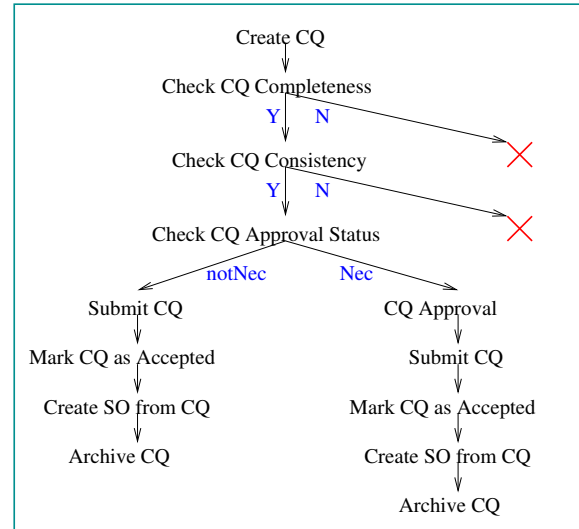 Create CQ
Check CQ Completeness
Y N
Check CQ Consistency
Y N
Check CQ Approval Status
notNec Nec
Submit CQ CQ Approval
Mark CQ as Accepted Submit CQ
Create SO from CQ Mark CQ as Accepted
Archive CQ Create SO from CQ
Archive CQ